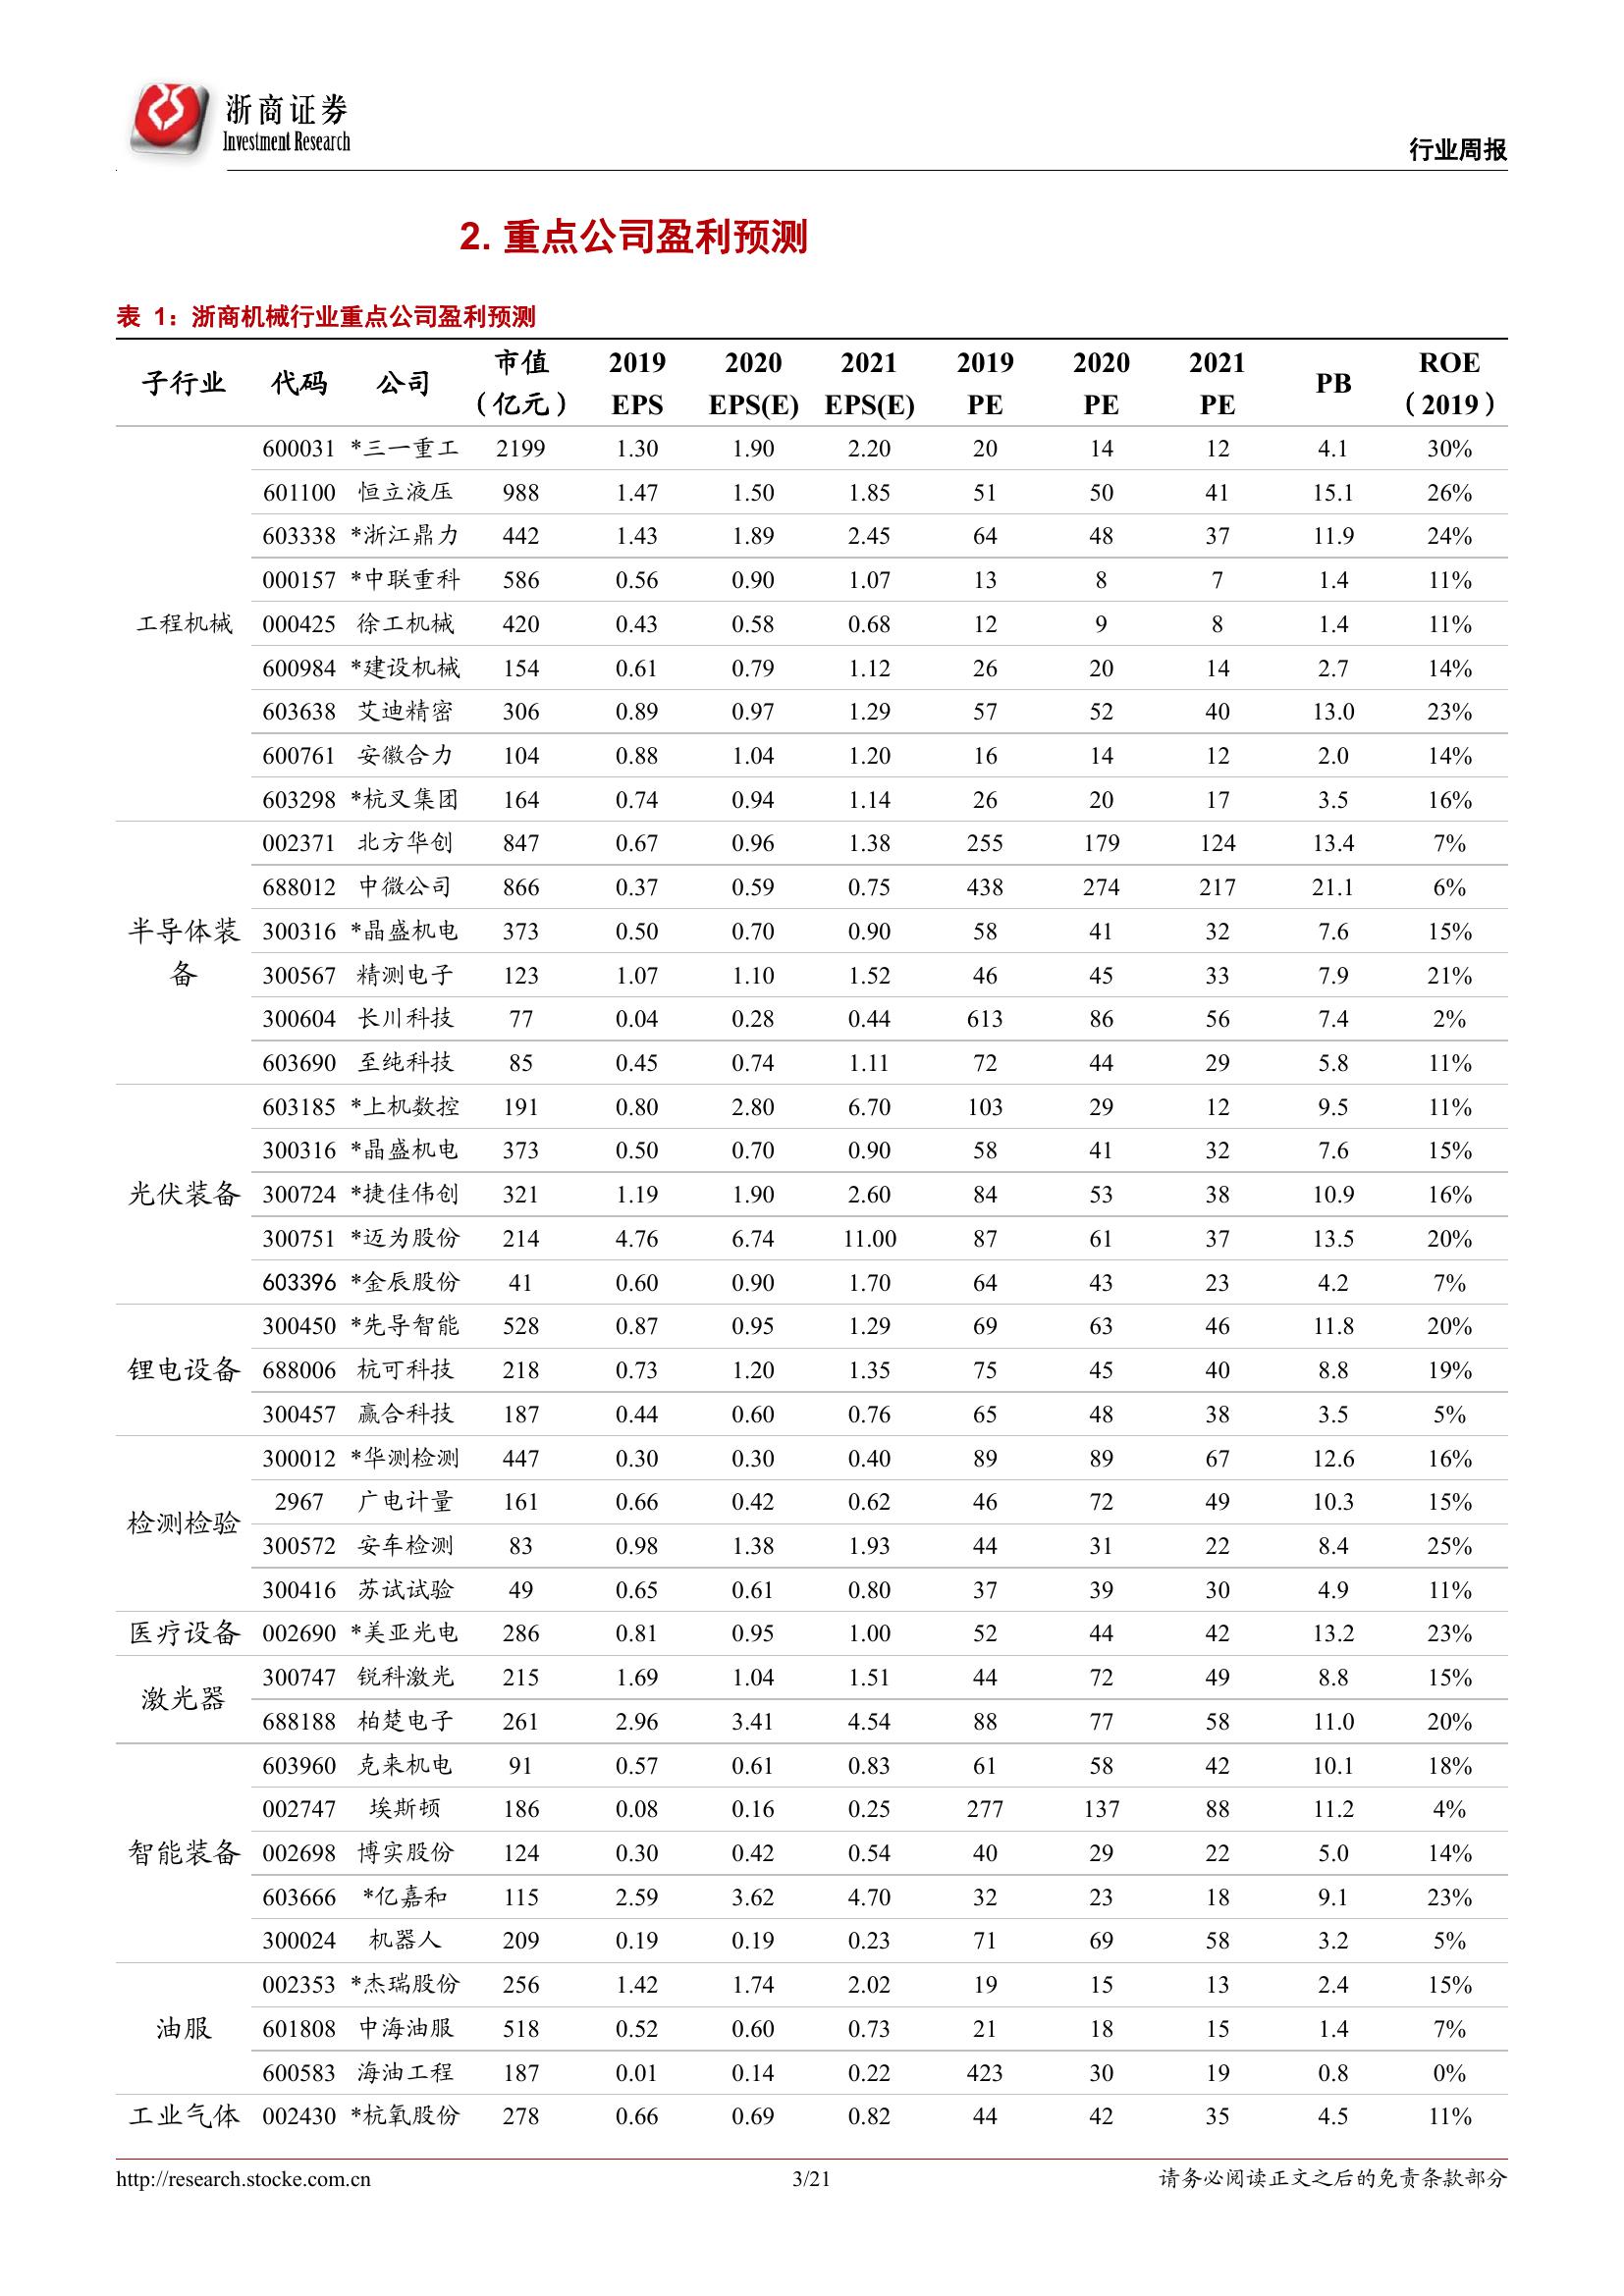 浙商证券
Investment Research
行业周报
2. 重点公司盈利预测
表 1：浙商机械行业重点公司盈利预测
子行业 代码 公司 市值（亿元） 2019 EPS 2020 EPS(E) 2021 EPS(E) 2019 PE 2020 PE 2021 PE PB ROE（2019）
工程机械 600031 *三一重工 2199 1.30 1.90 2.20 20 14 12 4.1 30%
601100 恒立液压 988 1.47 1.50 1.85 51 50 41 15.1 26%
603338 *浙江鼎力 442 1.43 1.89 2.45 64 48 37 11.9 24%
000157 *中联重科 586 0.56 0.90 1.07 13 8 7 1.4 11%
000425 徐工机械 420 0.43 0.58 0.68 12 9 8 1.4 11%
600984 *建设机械 154 0.61 0.79 1.12 26 20 14 2.7 14%
603638 艾迪精密 306 0.89 0.97 1.29 57 52 40 13.0 23%
600761 安徽合力 104 0.88 1.04 1.20 16 14 12 2.0 14%
603298 *杭叉集团 164 0.74 0.94 1.14 26 20 17 3.5 16%
半导体装备 002371 北方华创 847 0.67 0.96 1.38 255 179 124 13.4 7%
688012 中微公司 866 0.37 0.59 0.75 438 274 217 21.1 6%
300316 *晶盛机电 373 0.50 0.70 0.90 58 41 32 7.6 15%
300567 精测电子 123 1.07 1.10 1.52 46 45 33 7.9 21%
300604 长川科技 77 0.04 0.28 0.44 613 86 56 7.4 2%
603690 至纯科技 85 0.45 0.74 1.11 72 44 29 5.8 11%
光伏装备 603185 *上机数控 191 0.80 2.80 6.70 103 29 12 9.5 11%
300316 *晶盛机电 373 0.50 0.70 0.90 58 41 32 7.6 15%
300724 *捷佳伟创 321 1.19 1.90 2.60 84 53 38 10.9 16%
300751 *迈为股份 214 4.76 6.74 11.00 87 61 37 13.5 20%
603396 *金辰股份 41 0.60 0.90 1.70 64 43 23 4.2 7%
锂电设备 300450 *先导智能 528 0.87 0.95 1.29 69 63 46 11.8 20%
688006 杭可科技 218 0.73 1.20 1.35 75 45 40 8.8 19%
300457 赢合科技 187 0.44 0.60 0.76 65 48 38 3.5 5%
检测检验 300012 *华测检测 447 0.30 0.30 0.40 89 89 67 12.6 16%
2967 广电计量 161 0.66 0.42 0.62 46 72 49 10.3 15%
300572 安车检测 83 0.98 1.38 1.93 44 31 22 8.4 25%
300416 苏试试验 49 0.65 0.61 0.80 37 39 30 4.9 11%
医疗设备 002690 *美亚光电 286 0.81 0.95 1.00 52 44 42 13.2 23%
激光器 300747 锐科激光 215 1.69 1.04 1.51 44 72 49 8.8 15%
688188 柏楚电子 261 2.96 3.41 4.54 88 77 58 11.0 20%
智能装备 603960 克来机电 91 0.57 0.61 0.83 61 58 42 10.1 18%
002747 埃斯顿 186 0.08 0.16 0.25 277 137 88 11.2 4%
002698 博实股份 124 0.30 0.42 0.54 40 29 22 5.0 14%
603666 *亿嘉和 115 2.59 3.62 4.70 32 23 18 9.1 23%
300024 机器人 209 0.19 0.19 0.23 71 69 58 3.2 5%
油服 002353 *杰瑞股份 256 1.42 1.74 2.02 19 15 13 2.4 15%
601808 中海油服 518 0.52 0.60 0.73 21 18 15 1.4 7%
600583 海油工程 187 0.01 0.14 0.22 423 30 19 0.8 0%
工业气体 002430 *杭氧股份 278 0.66 0.69 0.82 44 42 35 4.5 11%
http://research.stocke.com.cn 3/21 请务必阅读正文之后的免责条款部分